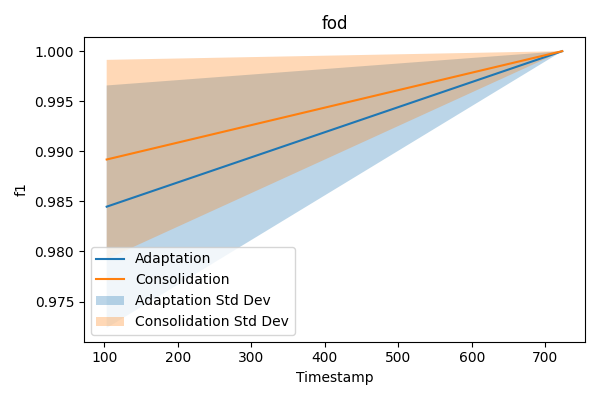 fod
1.000
0.995
0.990
0.985
0.980
0.975
f1
Adaptation
Consolidation
Adaptation Std Dev
Consolidation Std Dev
100 200 300 400 500 600 700
Timestamp